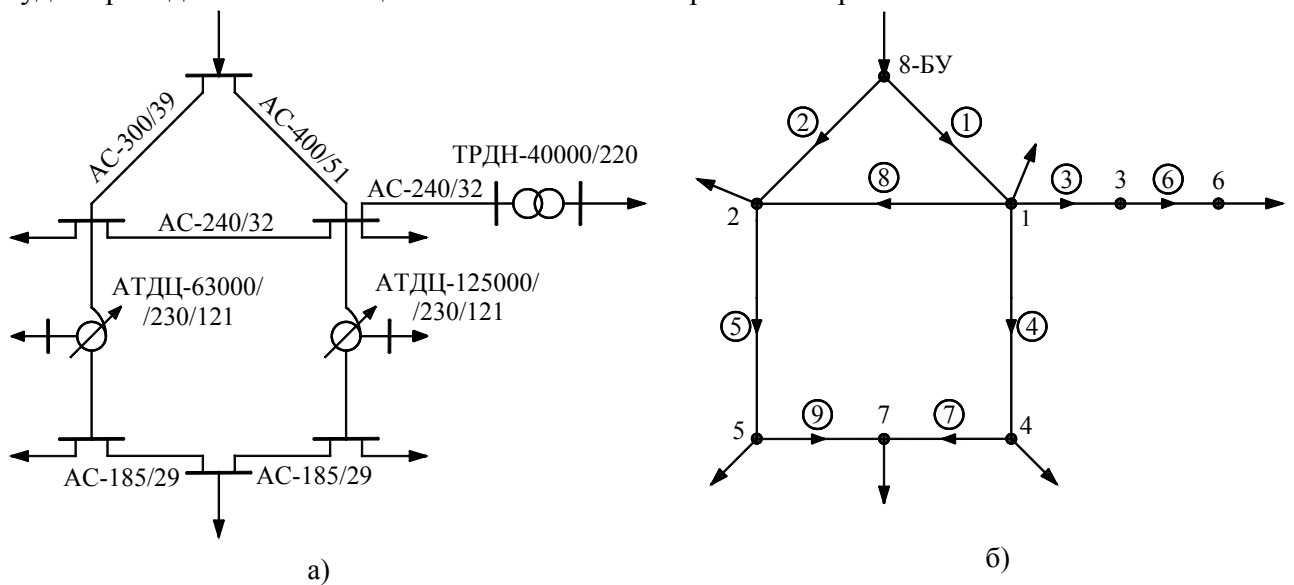 АС-300/39
АС-400/51
ТРДН-40000/220
АС-240/32
АС-240/32
АТДЦ-63000/
/230/121
АТДЦ-125000/
/230/121
АС-185/29
АС-185/29
а)
8-БУ
2
1
8
3
6
2
1
3
6
5
4
5
9
7
7
4
б)